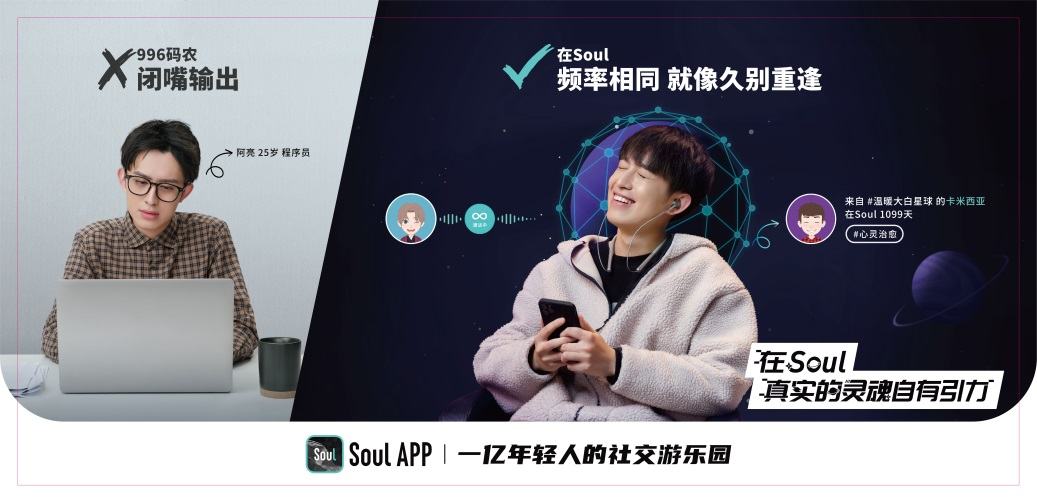 996码农
闭嘴输出
阿亮 25岁 程序员
在Soul
频率相同 就像久别重逢
通话中
来自 #温暖大白星球 的卡米西亚
在Soul 1099天
#心灵治愈
在Soul
真实的灵魂自有引力
Soul
Soul APP | 一亿年轻人的社交游乐园